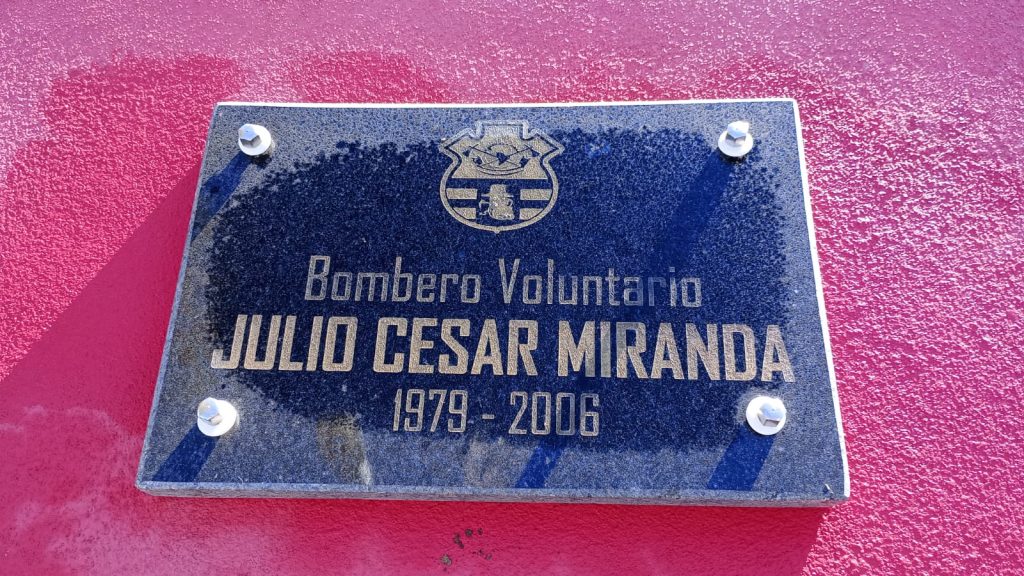 Bombero Voluntario
JULIO CESAR MIRANDA
1979 - 2006